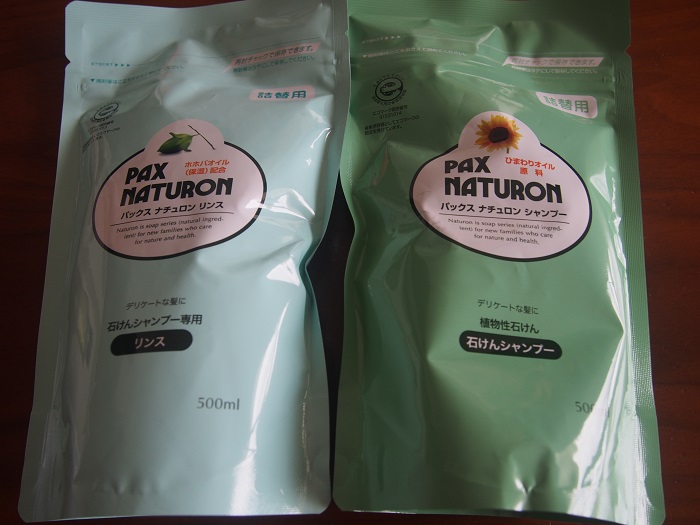 詰替用
ホホバオイル
(保湿)配合
PAX
NATURON
パックス ナチュロン リンス
Naturon is soap series (natural ingred-
ient) for new families who care
for nature and health.
デリケートな髪に
石けんシャンプー専用
リンス
500ml
詰替用
ひまわりオイル
原料
PAX
NATURON
パックス ナチュロン シャンプー
Naturon is soap series (natural ingred-
ient) for new families who care
for nature and health.
デリケートな髪に
植物性石けん
石けんシャンプー